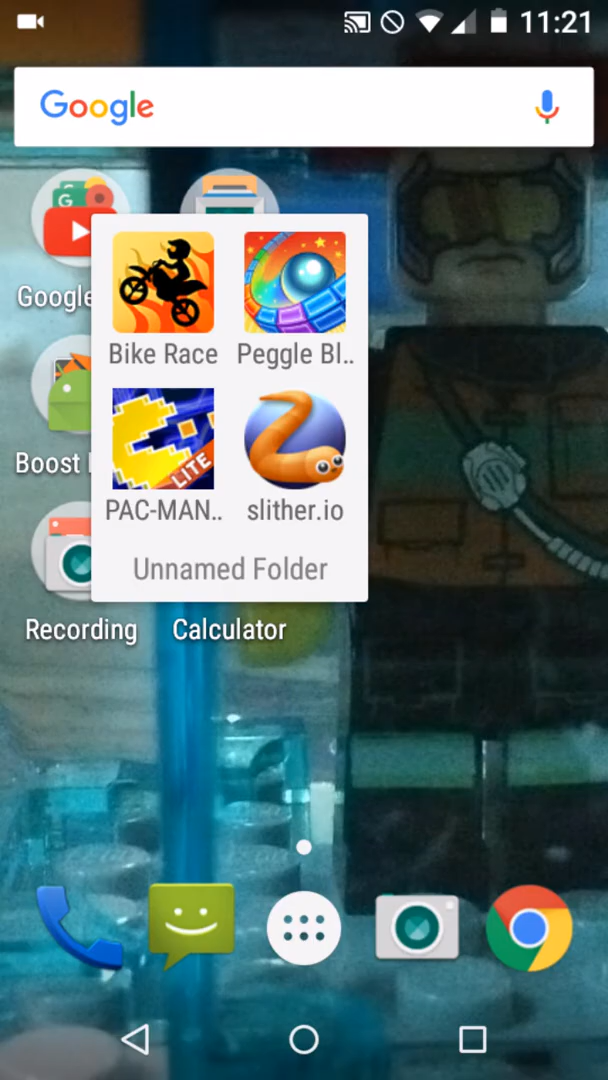 11:21
Google
Google
Bike Race
Peggle Bl..
Boost
LITE
PAC-MAN..
slither.io
Unnamed Folder
Recording
Calculator